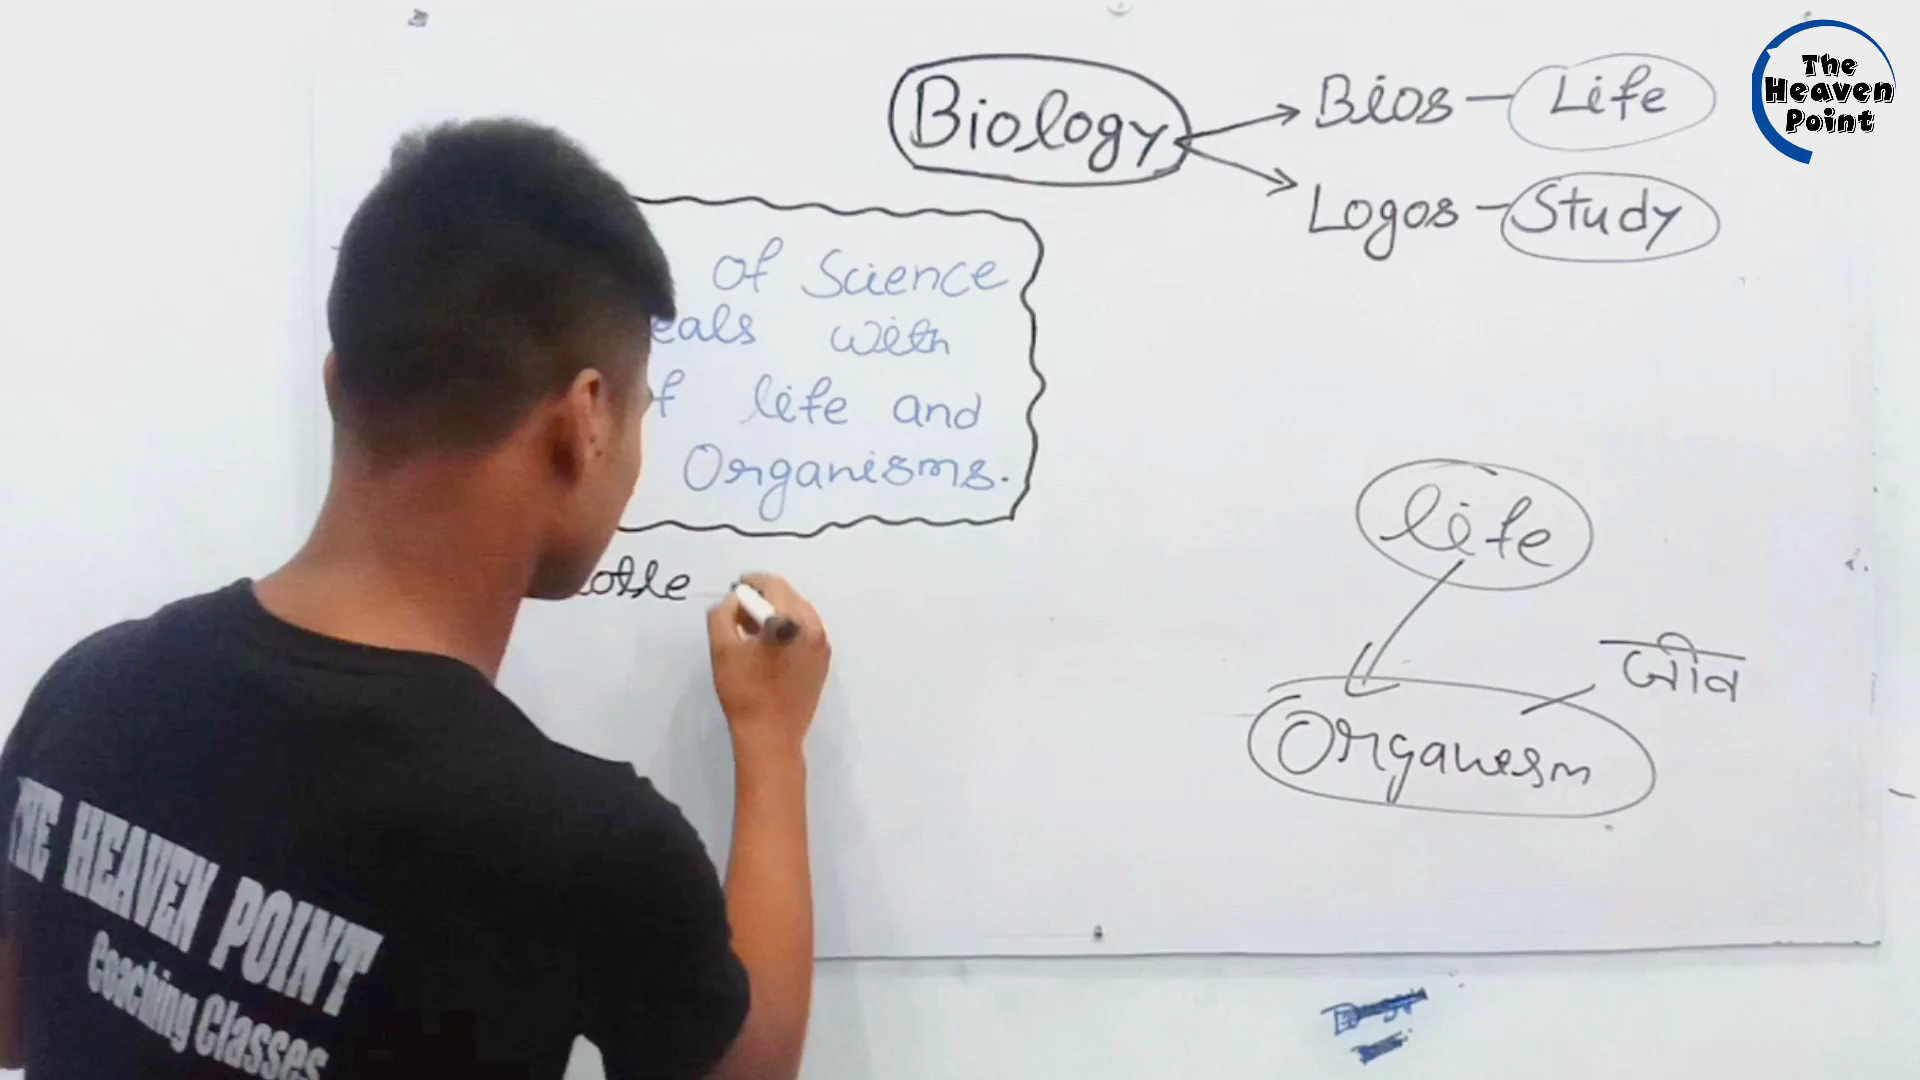 Biology
Bios - Life
Logos - Study
The
Heaven
Point
of Science
eals with
f life and
Organisms.
life
जीव
Organism
THE HEAVEN POINT
Coaching Classes